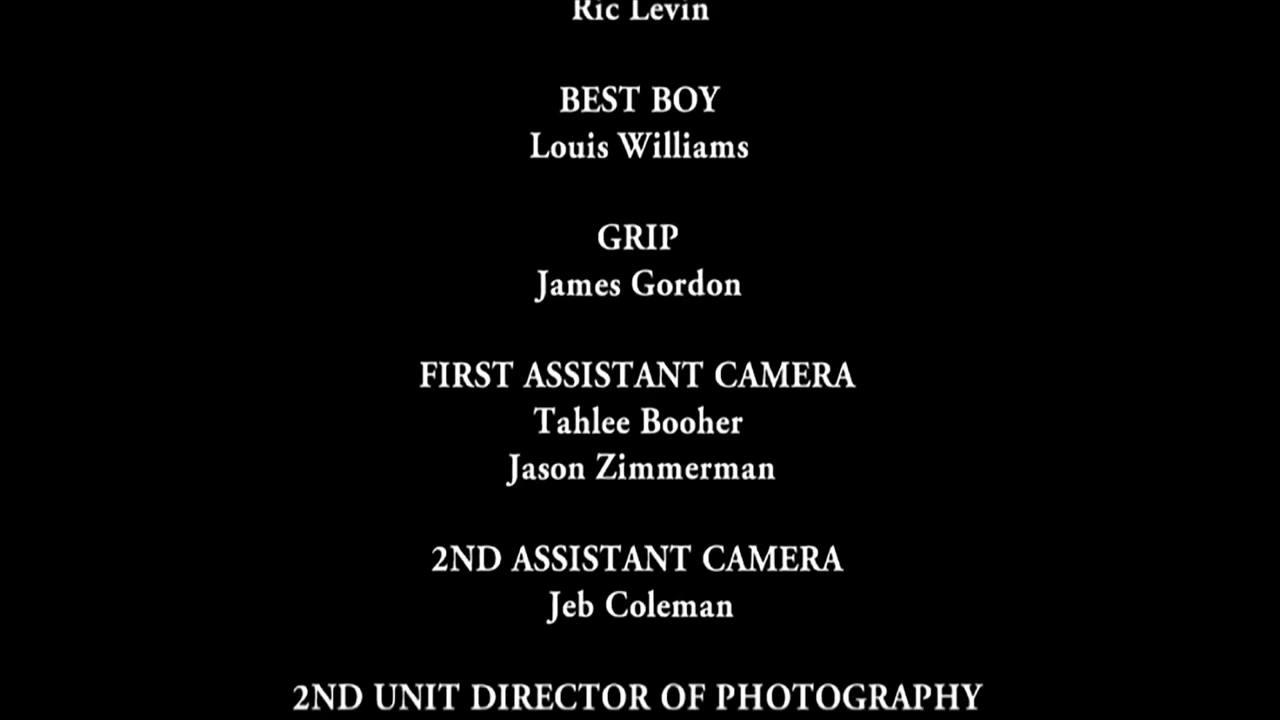 Ric Levin
BEST BOY
Louis Williams
GRIP
James Gordon
FIRST ASSISTANT CAMERA
Tahlee Booher
Jason Zimmerman
2ND ASSISTANT CAMERA
Jeb Coleman
2ND UNIT DIRECTOR OF PHOTOGRAPHY